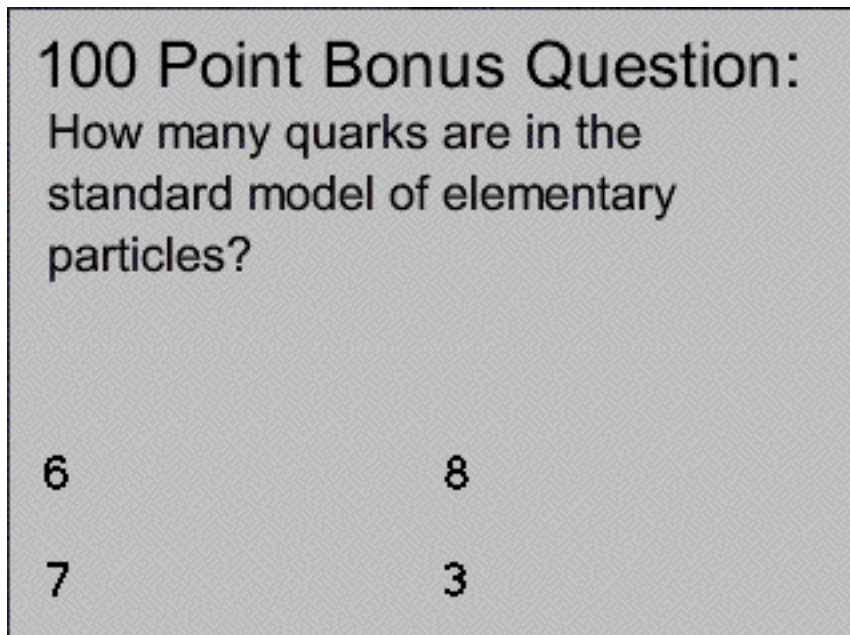 100 Point Bonus Question:
How many quarks are in the
standard model of elementary
particles?
6 8
7 3